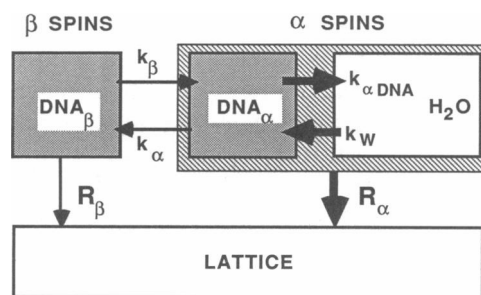 β SPINS
α SPINS
k_β
k_α
DNA_β
DNA_α
k_α DNA
k_W
H₂O
R_β
R_α
LATTICE